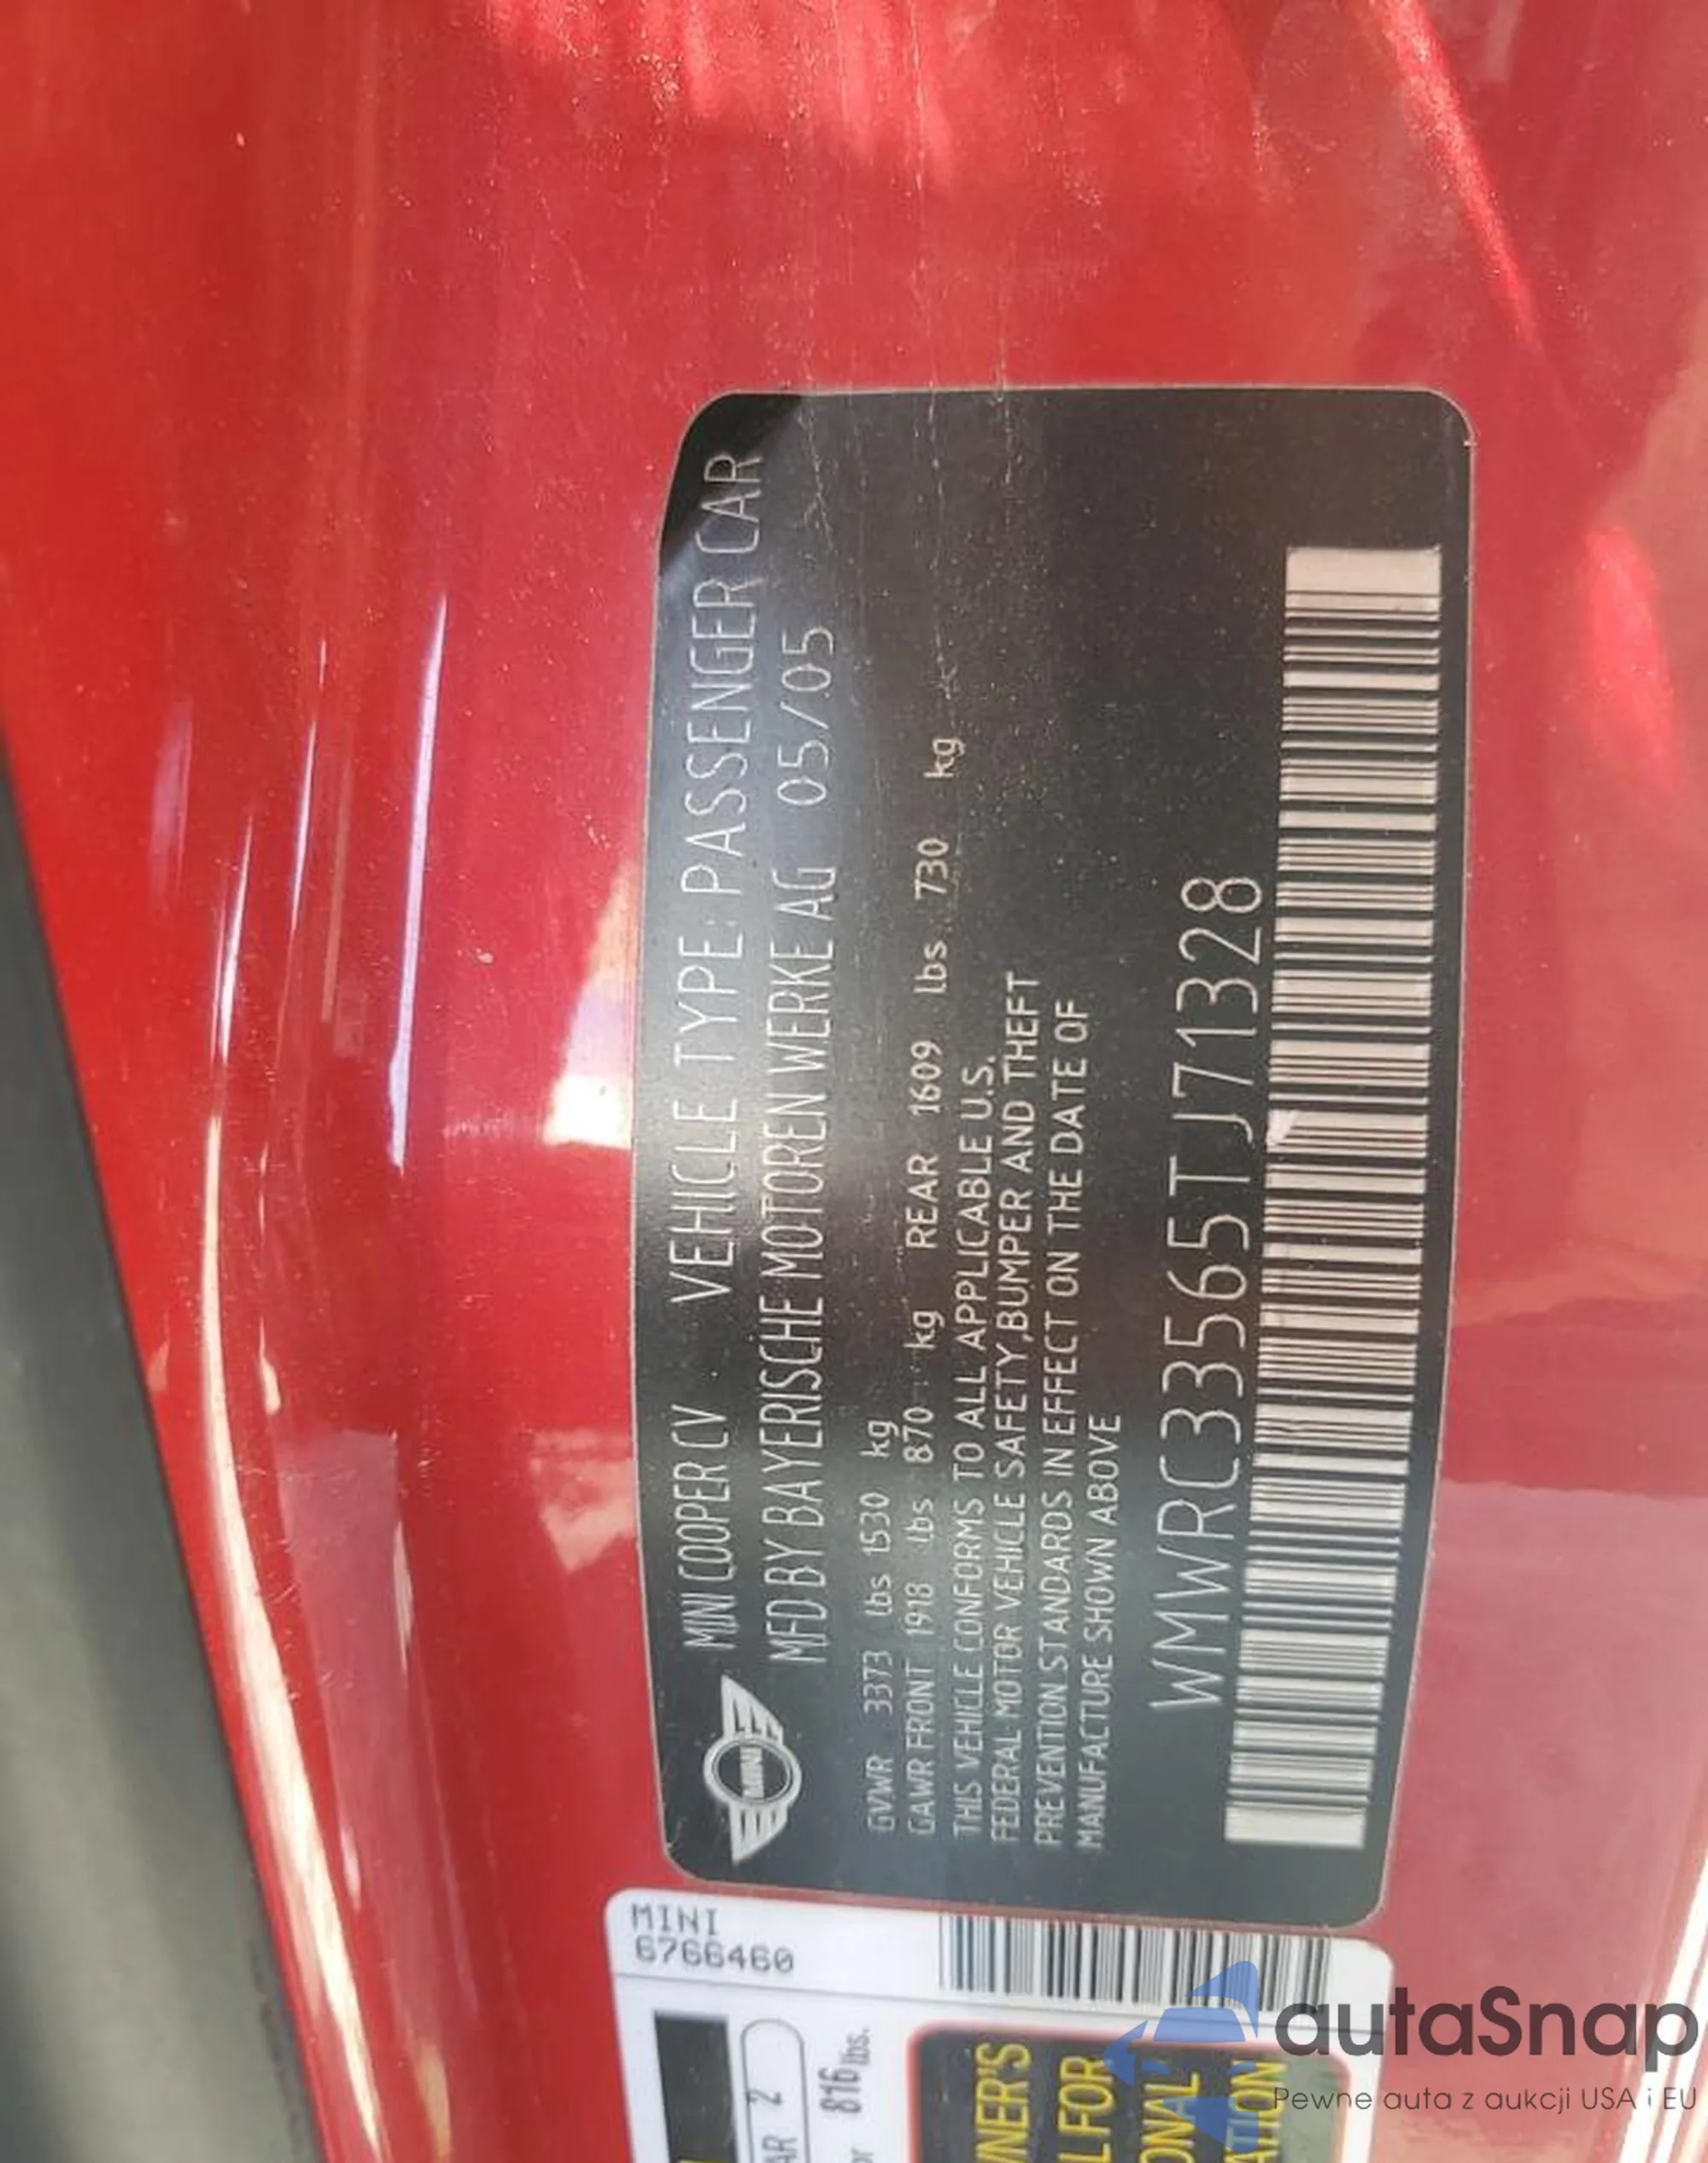 MINI COOPER CV VEHICLE TYPE: PASSENGER CAR
MFD BY BAYERISCHE MOTOREN WERKE AG 05/05
MINI
GVWR 3373 lbs 1530 kg
GAWR FRONT 1918 lbs 870 kg REAR 1609 lbs 730 kg
THIS VEHICLE CONFORMS TO ALL APPLICABLE U.S.
FEDERAL MOTOR VEHICLE SAFETY,BUMPER AND THEFT
PREVENTION STANDARDS IN EFFECT ON THE DATE OF
MANUFACTURE SHOWN ABOVE
WMWRC33565TJ71328
MINI
6766460
2
816 lbs.
autaSnap
Pewne auta z aukcji USA i EU